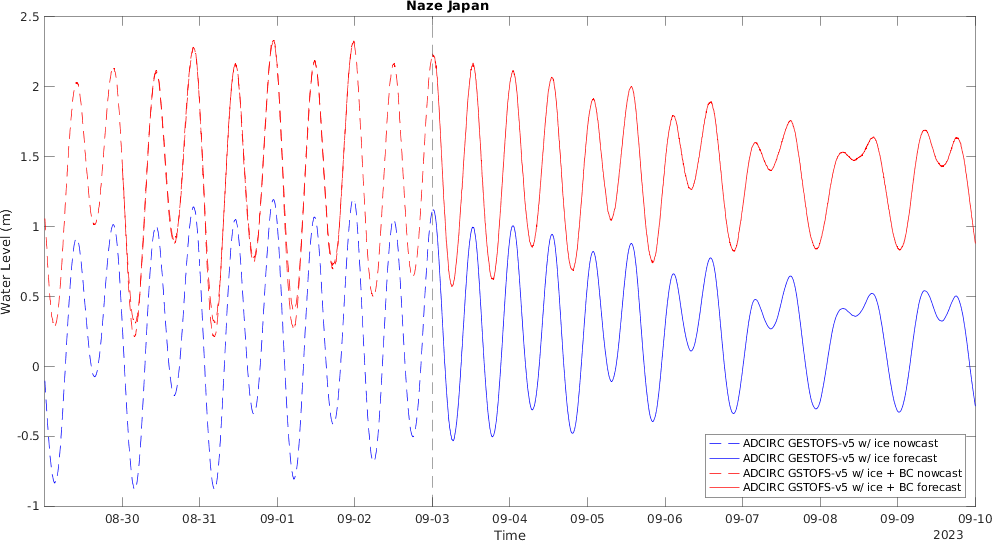 Naze Japan
2.5
2
1.5
1
0.5
0
-0.5
-1
Water Level (m)
08-30 08-31 09-01 09-02 09-03 09-04 09-05 09-06 09-07 09-08 09-09 09-10
Time
2023
ADCIRC GESTOFS-v5 w/ ice nowcast
ADCIRC GESTOFS-v5 w/ ice forecast
ADCIRC GSTOFS-v5 w/ ice + BC nowcast
ADCIRC GSTOFS-v5 w/ ice + BC forecast